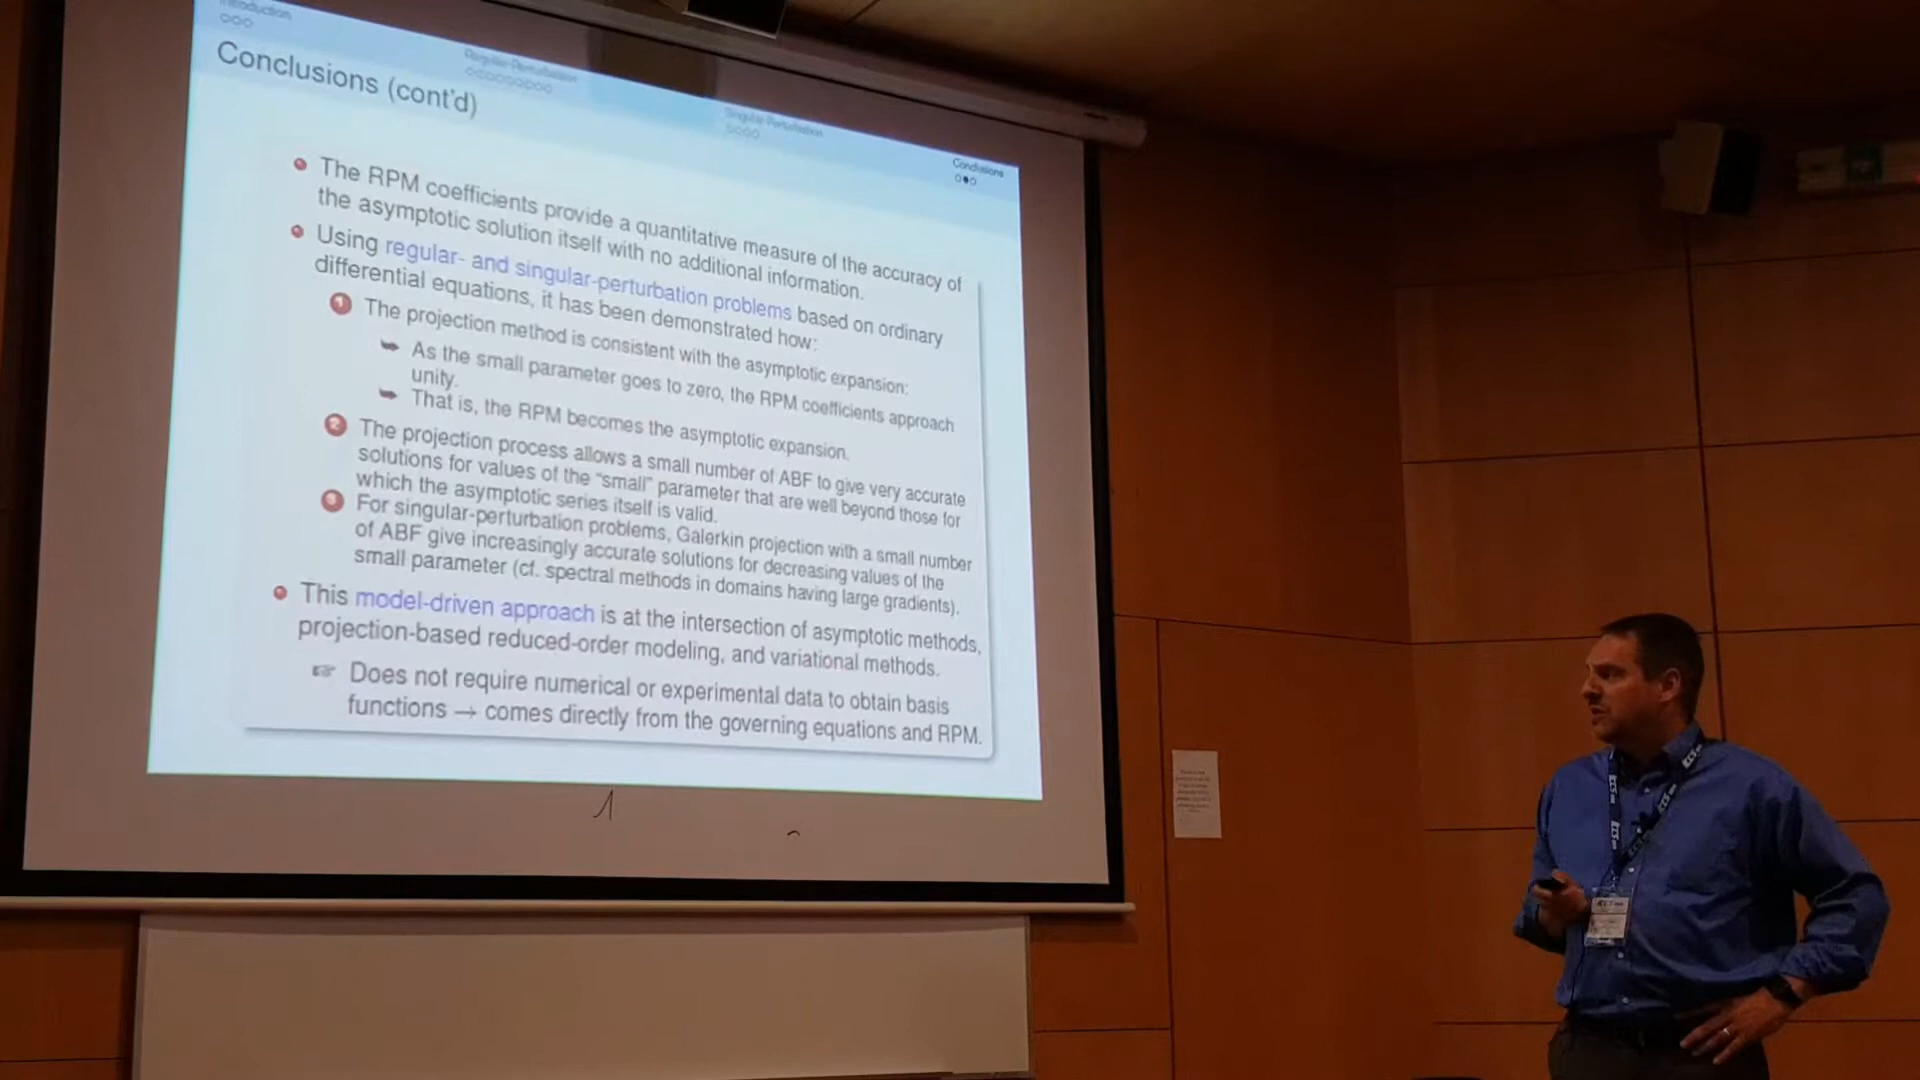 Introduction
Conclusions (cont'd)
Regular Perturbation
Singular Perturbation
Conclusions
The RPM coefficients provide a quantitative measure of the accuracy of
the asymptotic solution itself with no additional information.
Using regular- and singular-perturbation problems based on ordinary
differential equations, it has been demonstrated how:
1 The projection method is consistent with the asymptotic expansion:
As the small parameter goes to zero, the RPM coefficients approach
unity.
That is, the RPM becomes the asymptotic expansion.
2 The projection process allows a small number of ABF to give very accurate
solutions for values of the "small" parameter that are well beyond those for
which the asymptotic series itself is valid.
3 For singular-perturbation problems, Galerkin projection with a small number
of ABF give increasingly accurate solutions for decreasing values of the
small parameter (cf. spectral methods in domains having large gradients).
This model-driven approach is at the intersection of asymptotic methods,
projection-based reduced-order modeling, and variational methods.
☞ Does not require numerical or experimental data to obtain basis
functions → comes directly from the governing equations and RPM.